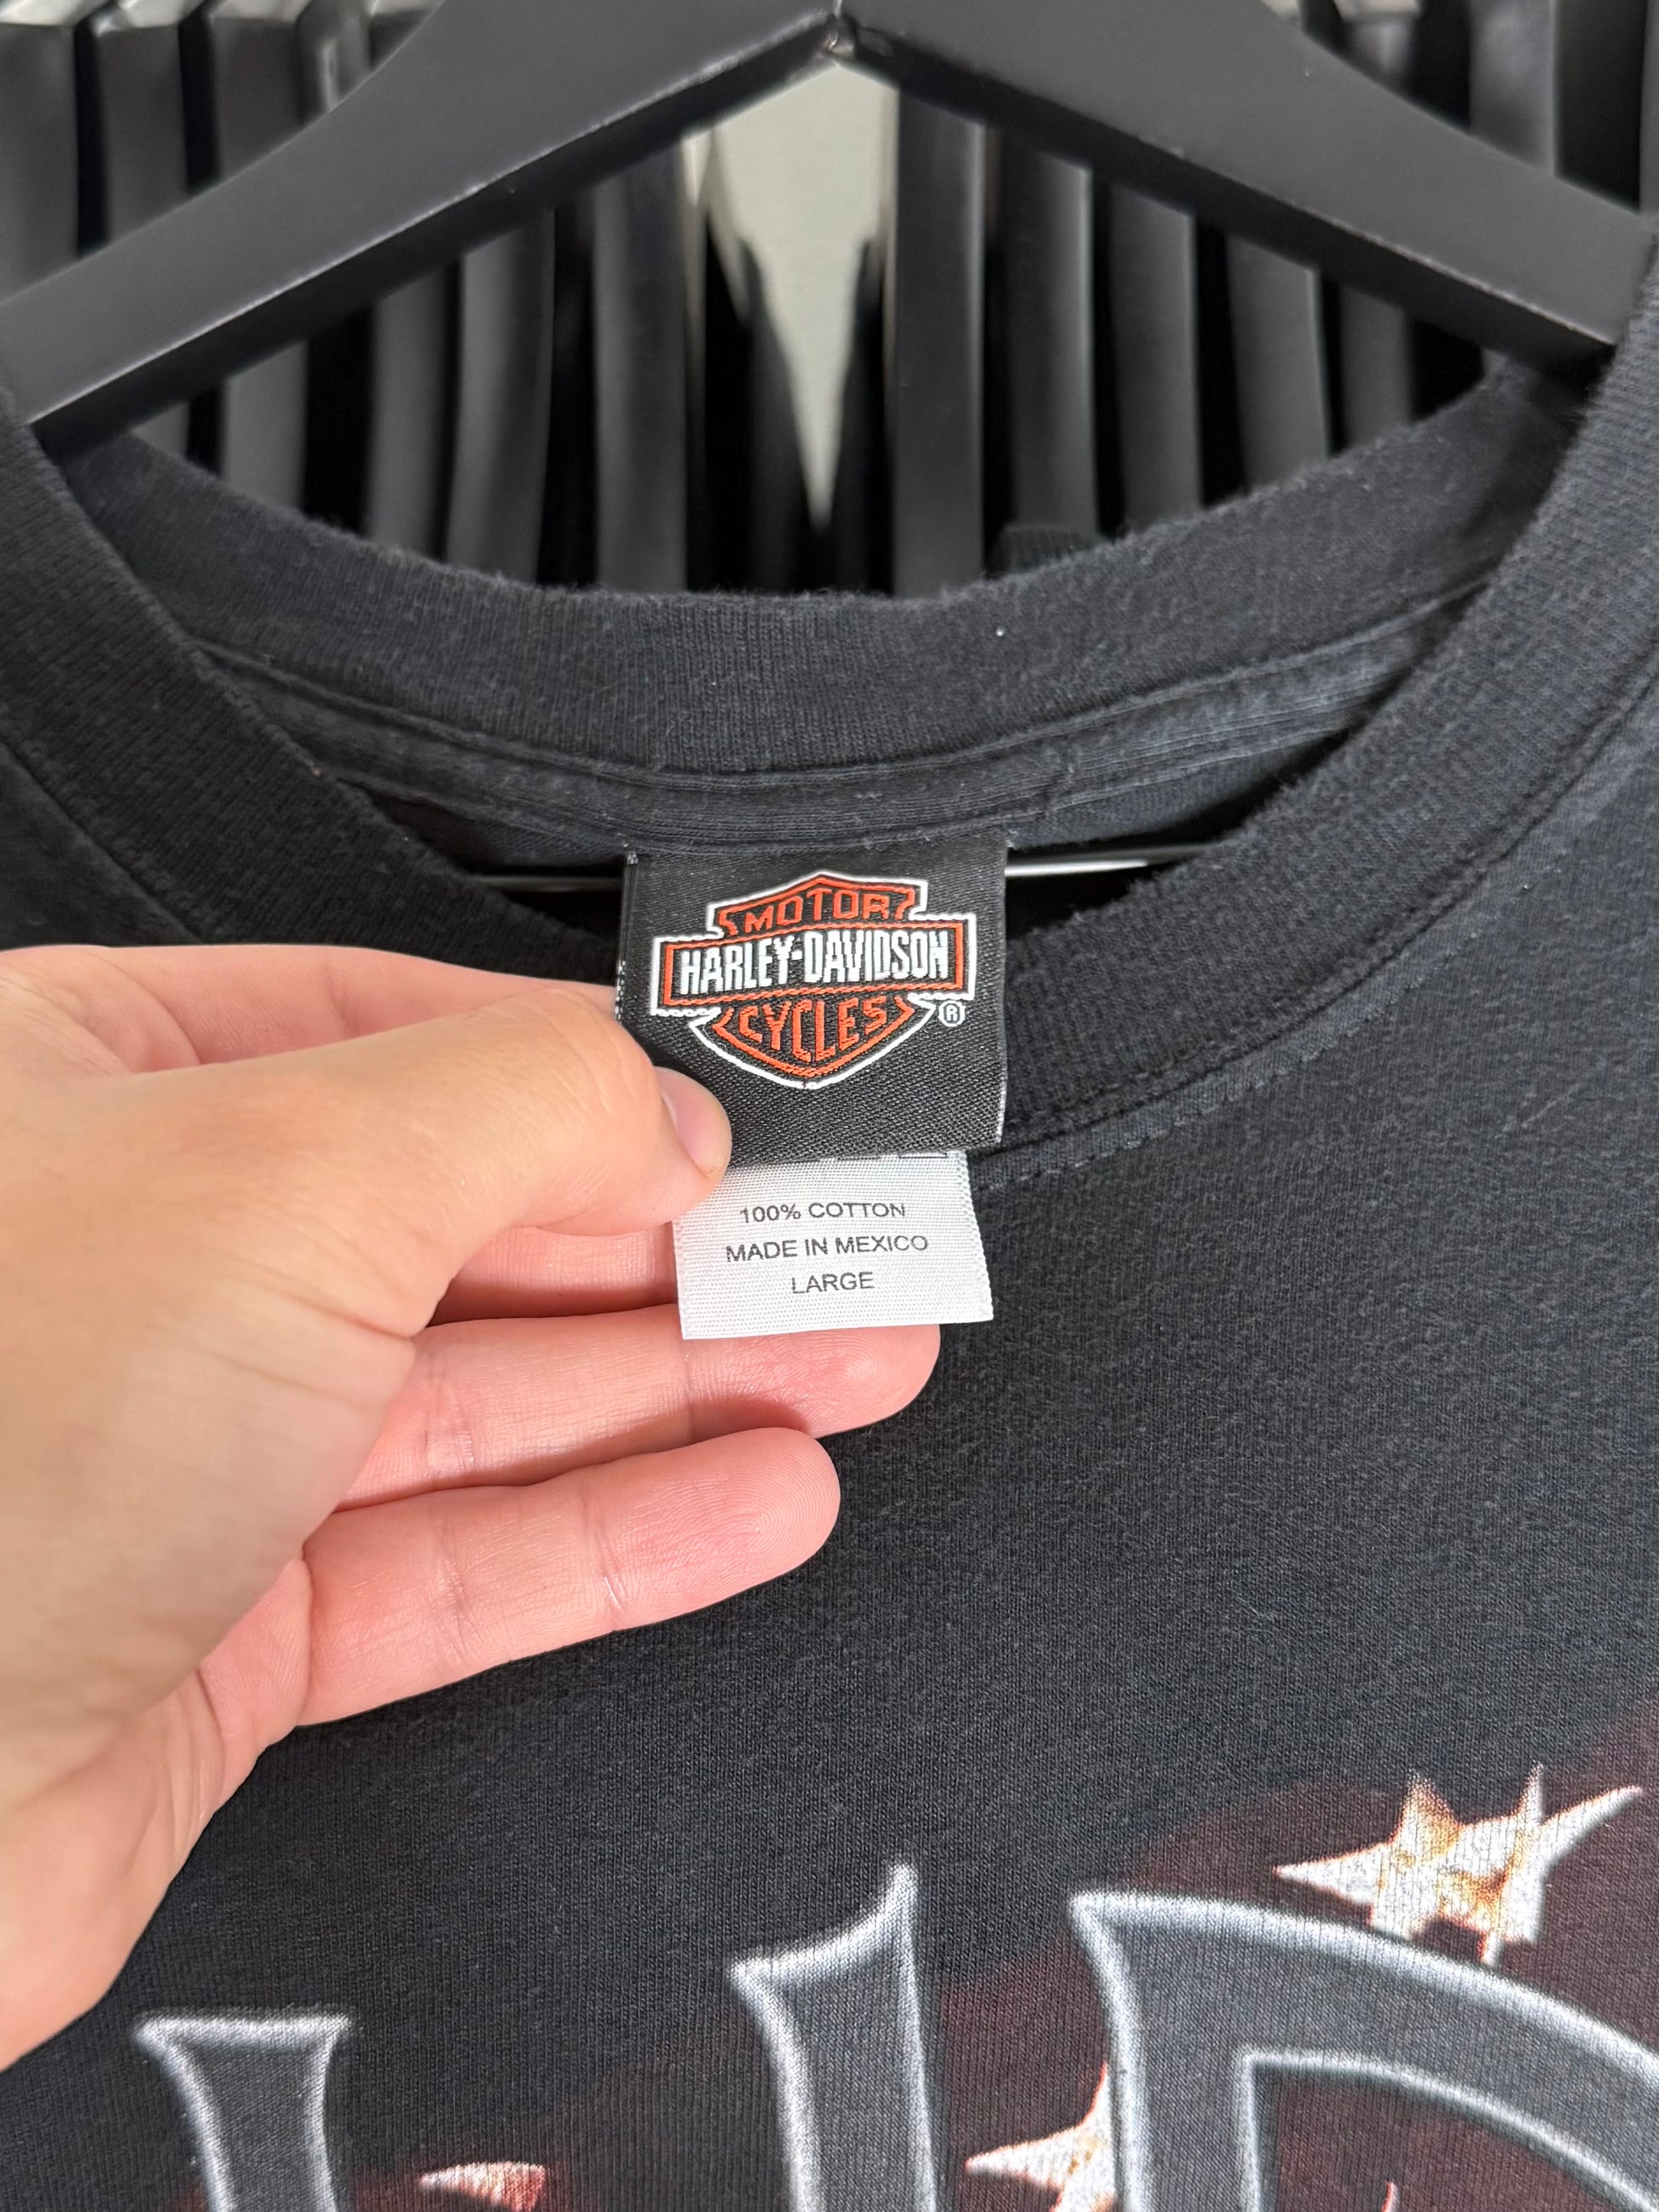 MOTOR
HARLEY-DAVIDSON
CYCLES
®
100% COTTON
MADE IN MEXICO
LARGE